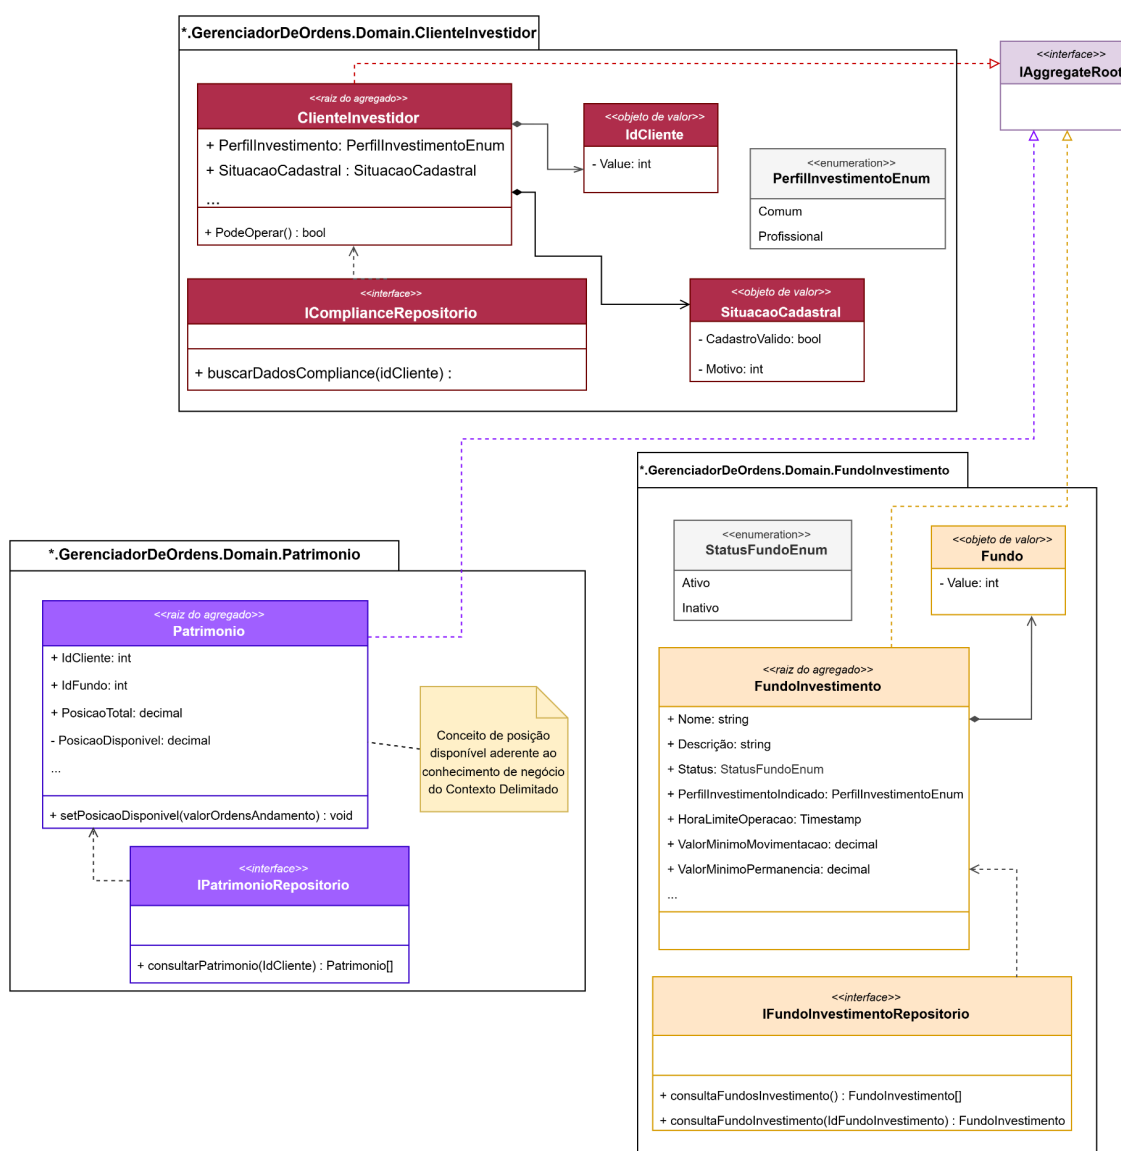 *.GerenciadorDeOrdens.Domain.ClienteInvestidor
<<interface>>
IAggregateRoot
<<raiz do agregado>>
ClienteInvestidor
+ PerfilInvestimento: PerfilInvestimentoEnum
+ SituacaoCadastral : SituacaoCadastral
...
+ PodeOperar() : bool
<<objeto de valor>>
IdCliente
- Value: int
<<enumeration>>
PerfilInvestimentoEnum
Comum
Profissional
<<interface>>
IComplianceRepositorio
+ buscarDadosCompliance(idCliente) :
<<objeto de valor>>
SituacaoCadastral
- CadastroValido: bool
- Motivo: int
*.GerenciadorDeOrdens.Domain.Patrimonio
<<raiz do agregado>>
Patrimonio
+ IdCliente: int
+ IdFundo: int
+ PosicaoTotal: decimal
- PosicaoDisponivel: decimal
...
+ setPosicaoDisponivel(valorOrdensAndamento) : void
Conceito de posição
disponível aderente ao
conhecimento de negócio
do Contexto Delimitado
<<interface>>
IPatrimonioRepositorio
+ consultarPatrimonio(IdCliente) : Patrimonio[]
*.GerenciadorDeOrdens.Domain.FundoInvestimento
<<enumeration>>
StatusFundoEnum
Ativo
Inativo
<<objeto de valor>>
Fundo
- Value: int
<<raiz do agregado>>
FundoInvestimento
+ Nome: string
+ Descrição: string
+ Status: StatusFundoEnum
+ PerfilInvestimentoIndicado: PerfilInvestimentoEnum
+ HoraLimiteOperacao: Timestamp
+ ValorMinimoMovimentacao: decimal
+ ValorMinimoPermanencia: decimal
...
<<interface>>
IFundoInvestimentoRepositorio
+ consultaFundosInvestimento() : FundoInvestimento[]
+ consultaFundoInvestimento(IdFundoInvestimento) : FundoInvestimento